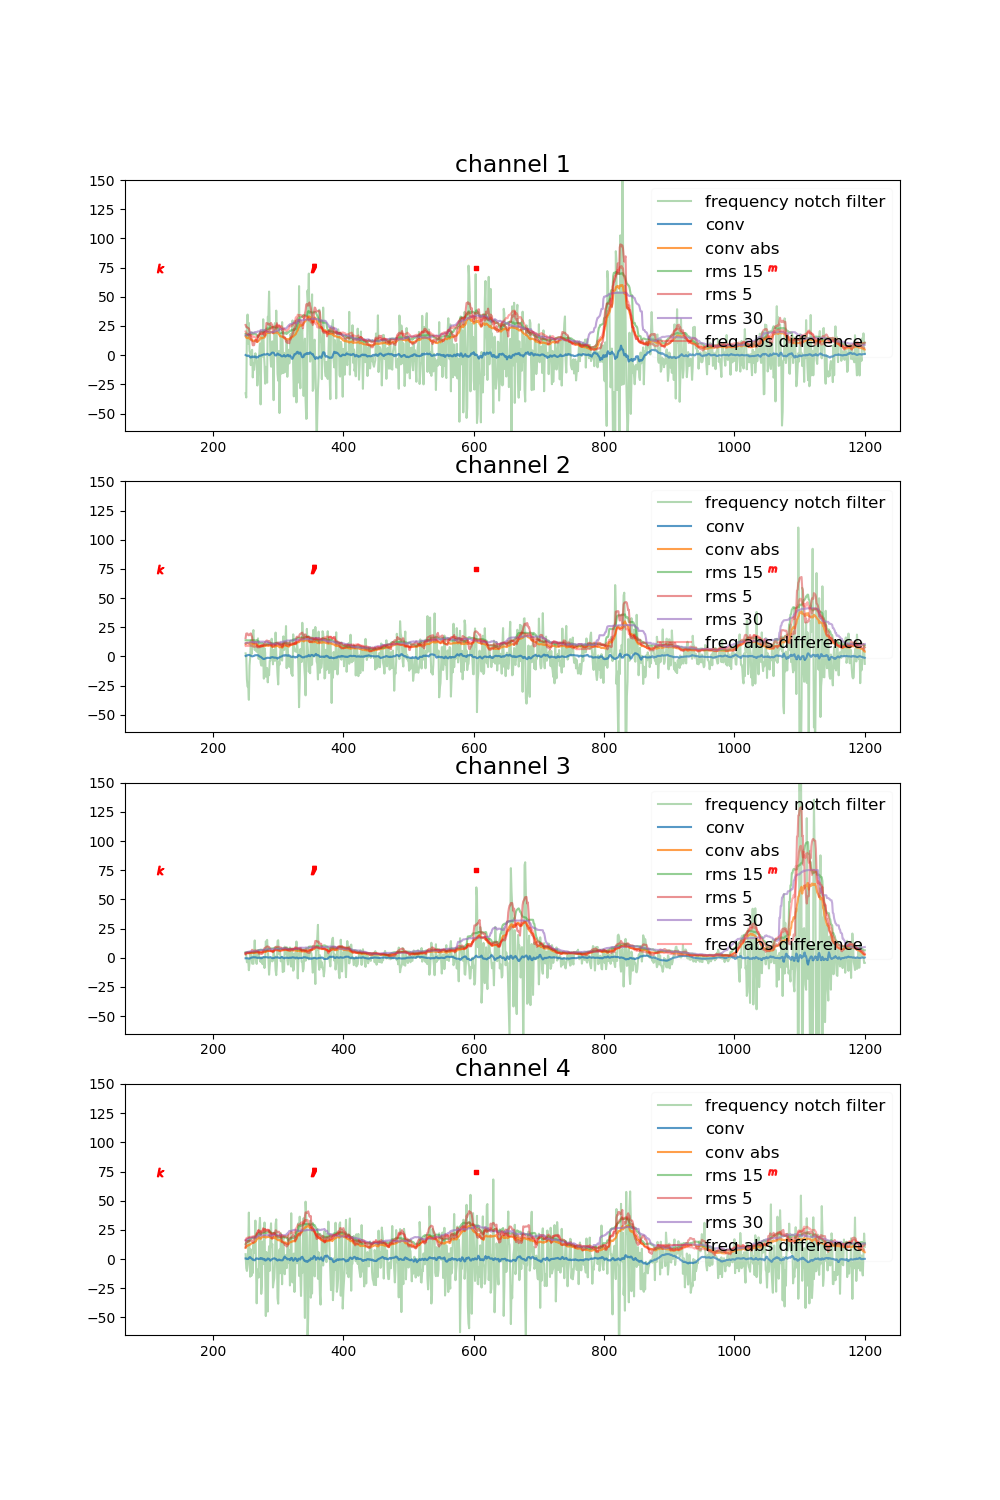 channel 1
150
125
100
75
50
25
0
−25
−50
k
,
.
frequency notch filter
conv
conv abs
rms 15 m
rms 5
rms 30
freq abs difference
200 400 600 800 1000 1200
channel 2
150
125
100
75
50
25
0
−25
−50
k
,
.
frequency notch filter
conv
conv abs
rms 15 m
rms 5
rms 30
freq abs difference
200 400 600 800 1000 1200
channel 3
150
125
100
75
50
25
0
−25
−50
k
,
.
frequency notch filter
conv
conv abs
rms 15 m
rms 5
rms 30
freq abs difference
200 400 600 800 1000 1200
channel 4
150
125
100
75
50
25
0
−25
−50
k
,
.
frequency notch filter
conv
conv abs
rms 15 m
rms 5
rms 30
freq abs difference
200 400 600 800 1000 1200